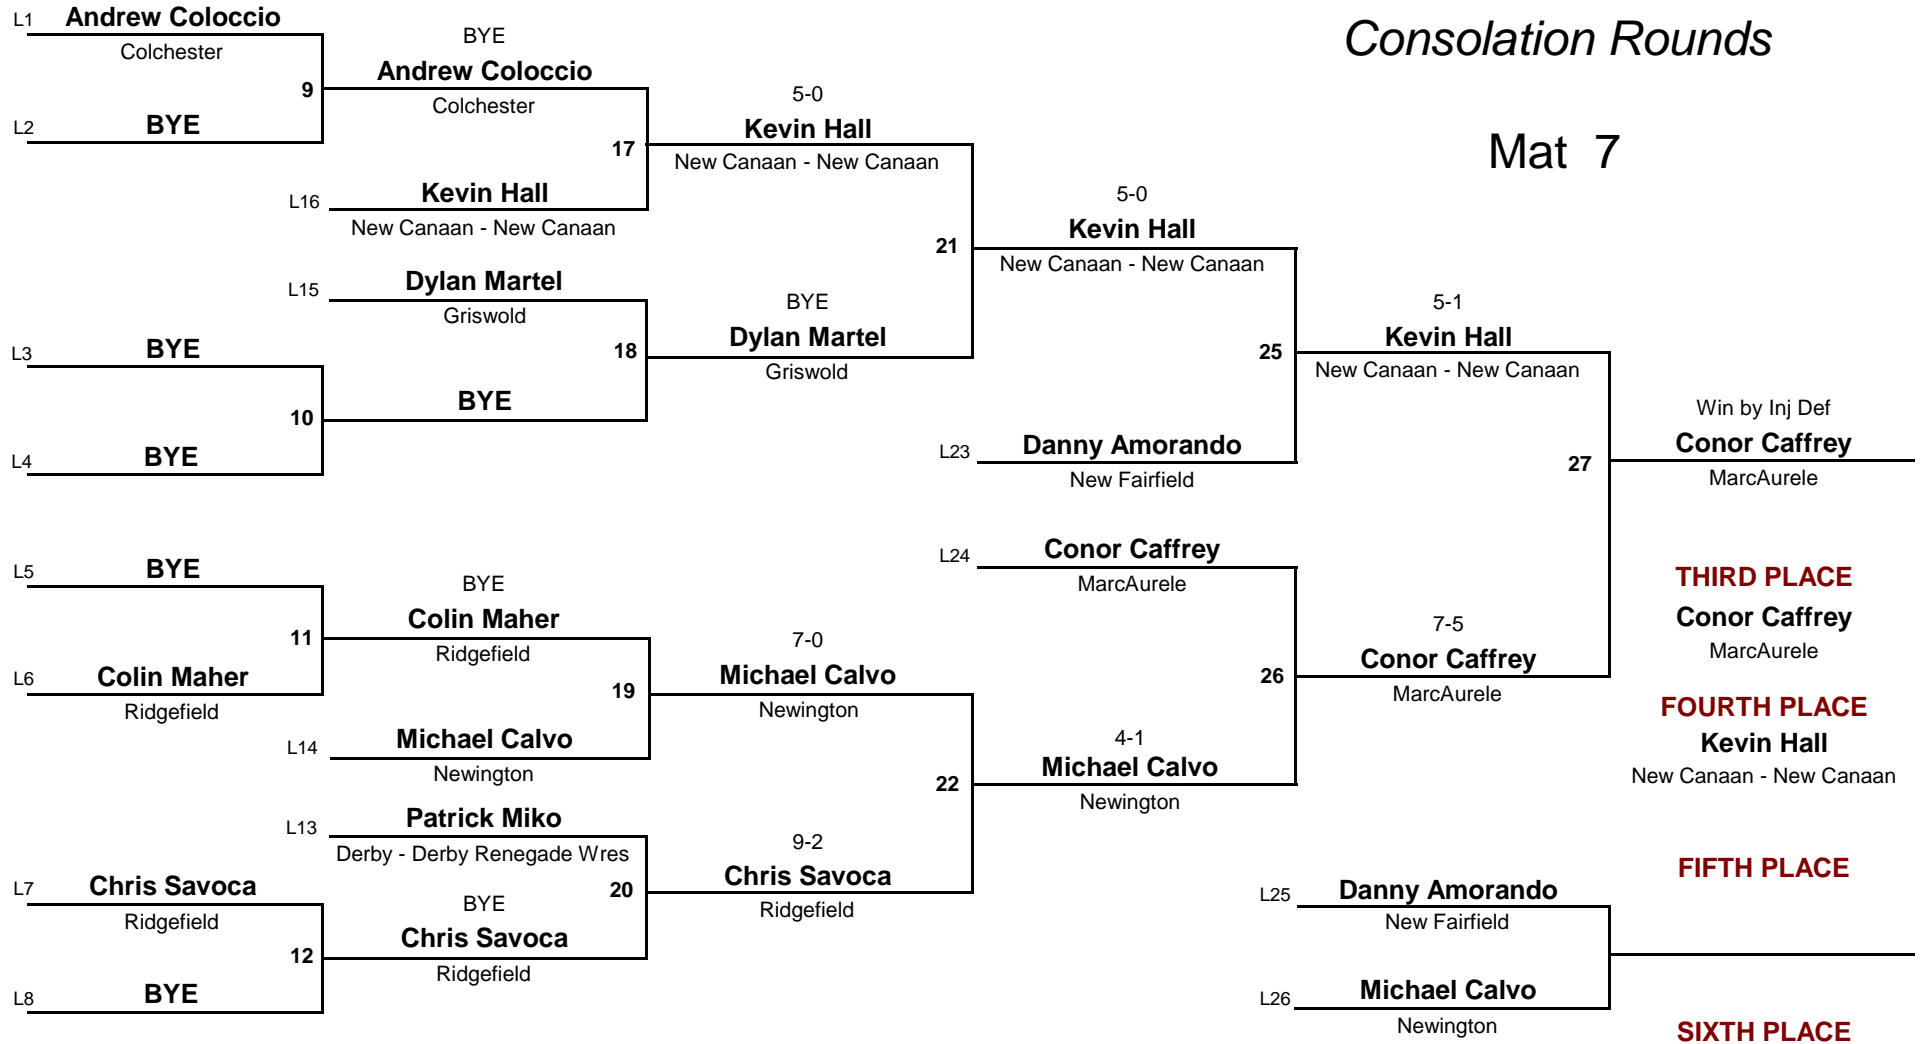 Consolation Rounds
Mat 7
L1 Andrew Coloccio
Colchester
9
L2 BYE
BYE
Andrew Coloccio
Colchester
17
L16 Kevin Hall
New Canaan - New Canaan
5-0
Kevin Hall
New Canaan - New Canaan
21
L15 Dylan Martel
Griswold
18
L3 BYE
10
L4 BYE
BYE
BYE
Dylan Martel
Griswold
5-0
Kevin Hall
New Canaan - New Canaan
25
L23 Danny Amorando
New Fairfield
5-1
Kevin Hall
New Canaan - New Canaan
27
Win by Inj Def
Conor Caffrey
MarcAurele
L5 BYE
11
L6 Colin Maher
Ridgefield
BYE
Colin Maher
Ridgefield
19
L14 Michael Calvo
Newington
7-0
Michael Calvo
Newington
22
L13 Patrick Miko
Derby - Derby Renegade Wres
20
L7 Chris Savoca
Ridgefield
12
L8 BYE
BYE
Chris Savoca
Ridgefield
9-2
Chris Savoca
Ridgefield
L24 Conor Caffrey
MarcAurele
26
4-1
Michael Calvo
Newington
7-5
Conor Caffrey
MarcAurele
THIRD PLACE
Conor Caffrey
MarcAurele
FOURTH PLACE
Kevin Hall
New Canaan - New Canaan
FIFTH PLACE
L25 Danny Amorando
New Fairfield
L26 Michael Calvo
Newington
SIXTH PLACE